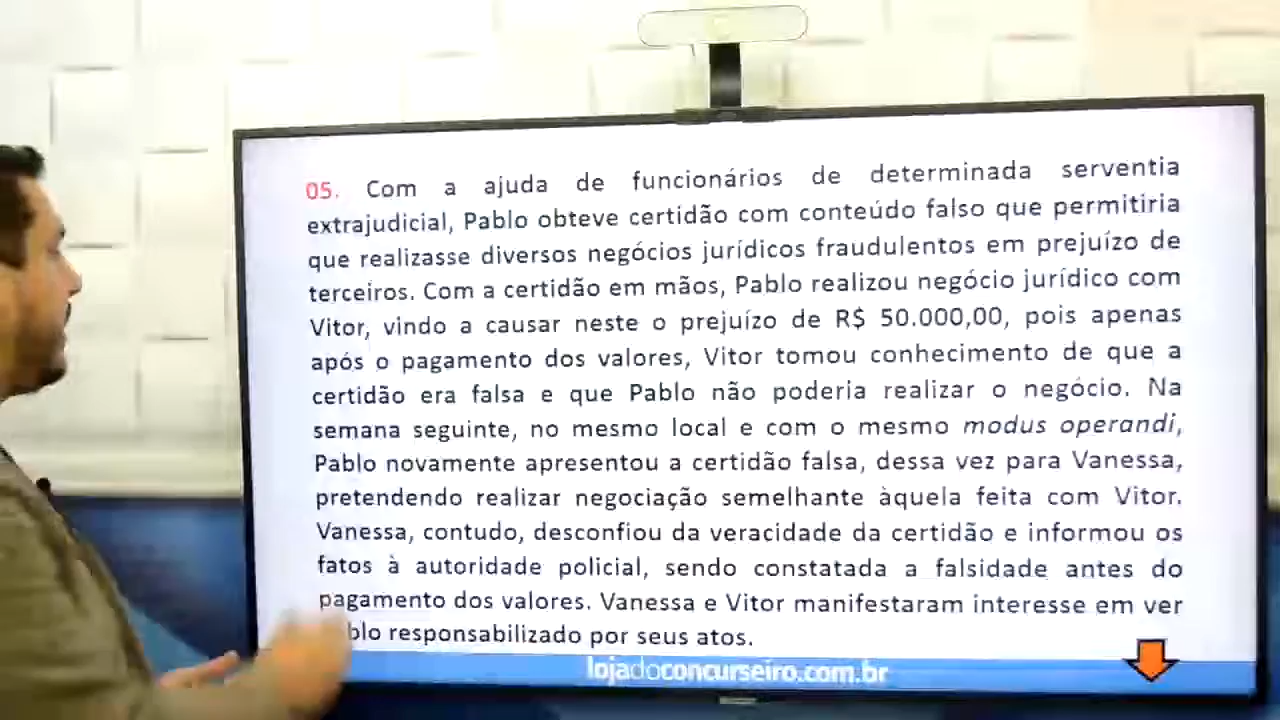 05. Com a ajuda de funcionários de determinada serventia
extrajudicial, Pablo obteve certidão com conteúdo falso que permitiria
que realizasse diversos negócios jurídicos fraudulentos em prejuízo de
terceiros. Com a certidão em mãos, Pablo realizou negócio jurídico com
Vitor, vindo a causar neste o prejuízo de R$ 50.000,00, pois apenas
após o pagamento dos valores, Vitor tomou conhecimento de que a
certidão era falsa e que Pablo não poderia realizar o negócio. Na
semana seguinte, no mesmo local e com o mesmo modus operandi,
Pablo novamente apresentou a certidão falsa, dessa vez para Vanessa,
pretendendo realizar negociação semelhante àquela feita com Vitor.
Vanessa, contudo, desconfiou da veracidade da certidão e informou os
fatos à autoridade policial, sendo constatada a falsidade antes do
pagamento dos valores. Vanessa e Vitor manifestaram interesse em ver
blo responsabilizado por seus atos.
lojadoconcurseiro.com.br